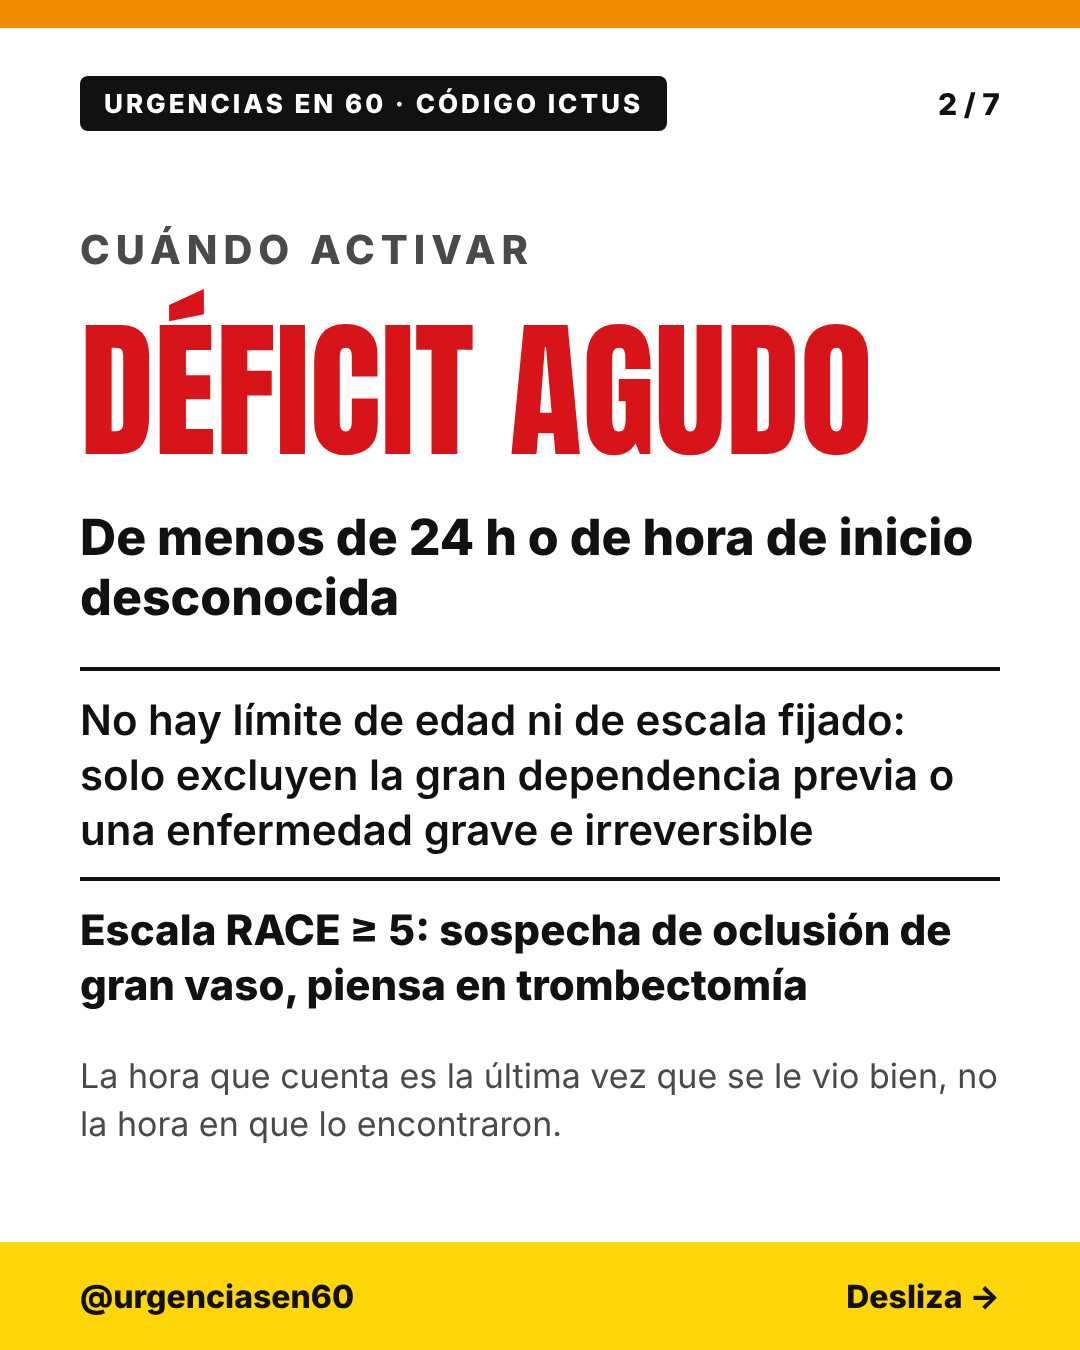 URGENCIAS EN 60 · CÓDIGO ICTUS
2 / 7
CUÁNDO ACTIVAR
DÉFICIT AGUDO
De menos de 24 h o de hora de inicio
desconocida
No hay límite de edad ni de escala fijado:
solo excluyen la gran dependencia previa o
una enfermedad grave e irreversible
Escala RACE ≥ 5: sospecha de oclusión de
gran vaso, piensa en trombectomía
La hora que cuenta es la última vez que se le vio bien, no
la hora en que lo encontraron.
@urgenciasen60
Desliza →